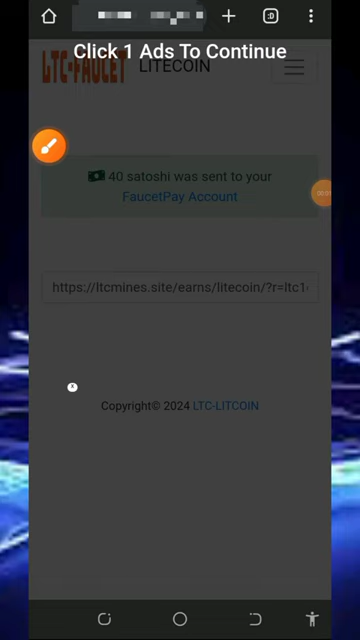 :D
Click 1 Ads To Continue
LTC-FAUCET LITECOIN
40 satoshi was sent to your
FaucetPay Account
https://ltcmines.site/earns/litecoin/?r=ltc1
Copyright© 2024 LTC-LITCOIN